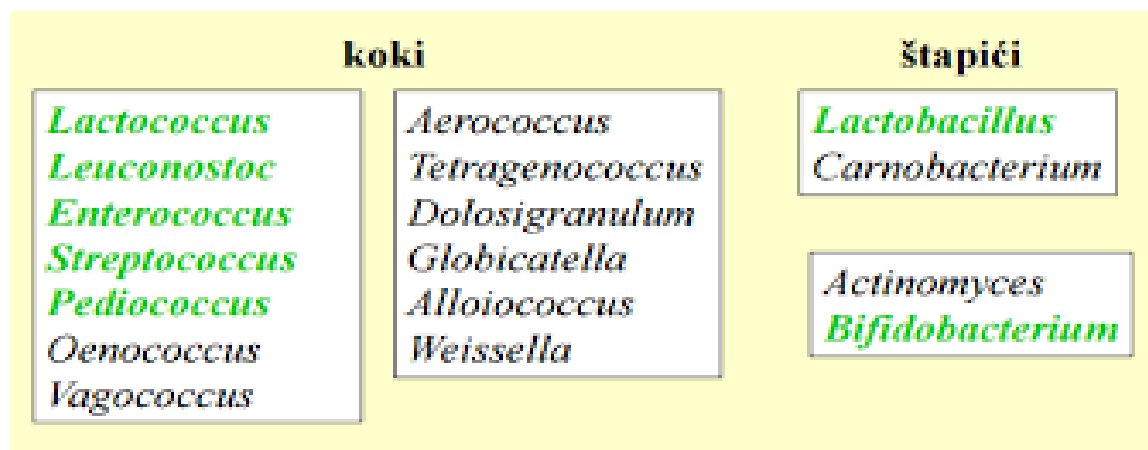 koki
Lactococcus
Leuconostoc
Enterococcus
Streptococcus
Pediococcus
Oenococcus
Vagococcus
Aerococcus
Tetragenococcus
Dolosigranulum
Globicatella
Alloiococcus
Weissella
štapići
Lactobacillus
Carnobacterium
Actinomyces
Bifidobacterium